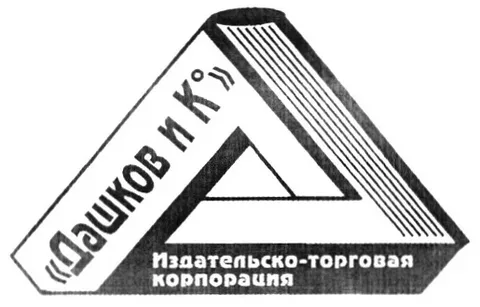 «Дашков и К°»
Издательско-торговая
корпорация